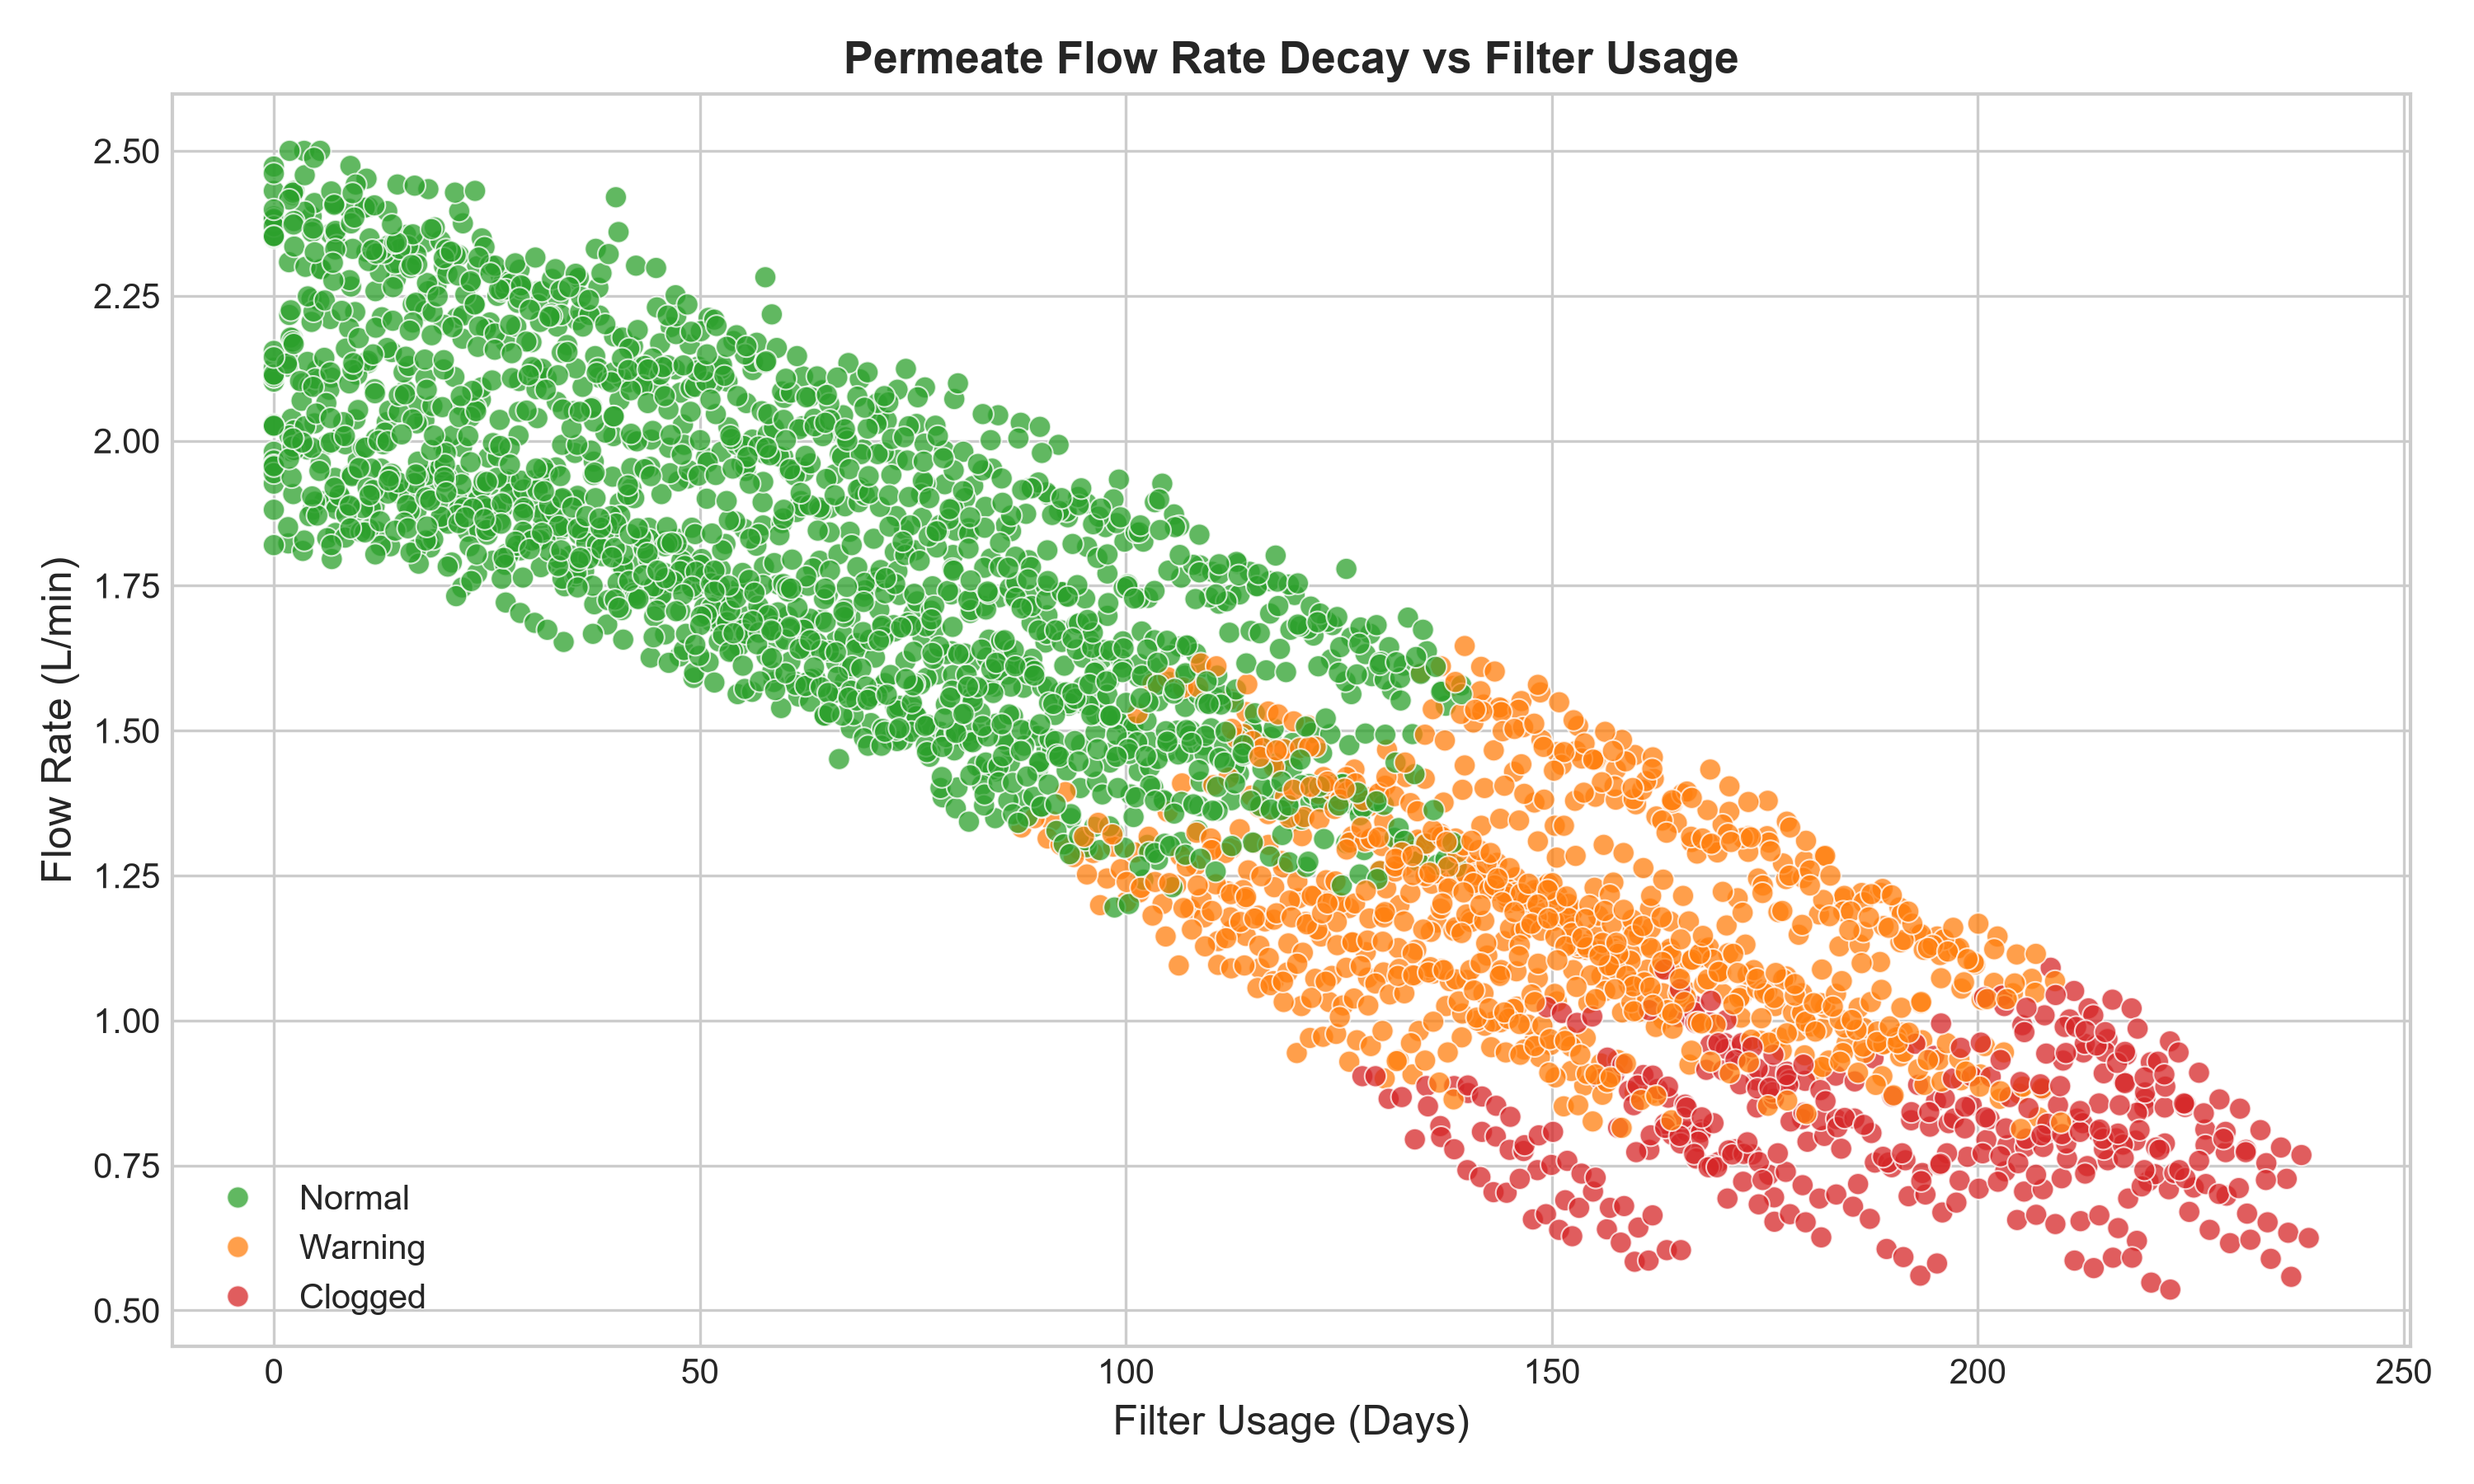 Permeate Flow Rate Decay vs Filter Usage
Flow Rate (L/min)
2.50
2.25
2.00
1.75
1.50
1.25
1.00
0.75
0.50
Normal
Warning
Clogged
0 50 100 150 200 250
Filter Usage (Days)